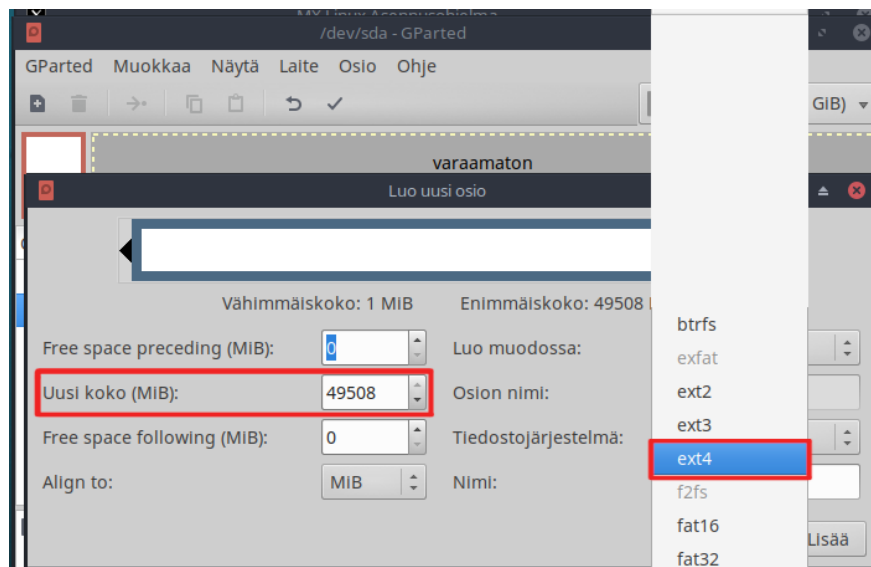 /dev/sda - GParted
GParted Muokkaa Näytä Laite Osio Ohje
GiB)
varaamaton
Luo uusi osio
Vähimmäiskoko: 1 MiB Enimmäiskoko: 49508
Free space preceding (MiB): 0 Luo muodossa:
Uusi koko (MiB): 49508 Osion nimi:
Free space following (MiB): 0 Tiedostojärjestelmä:
Align to: MiB Nimi:
btrfs
exfat
ext2
ext3
ext4
f2fs
fat16
fat32
Lisää